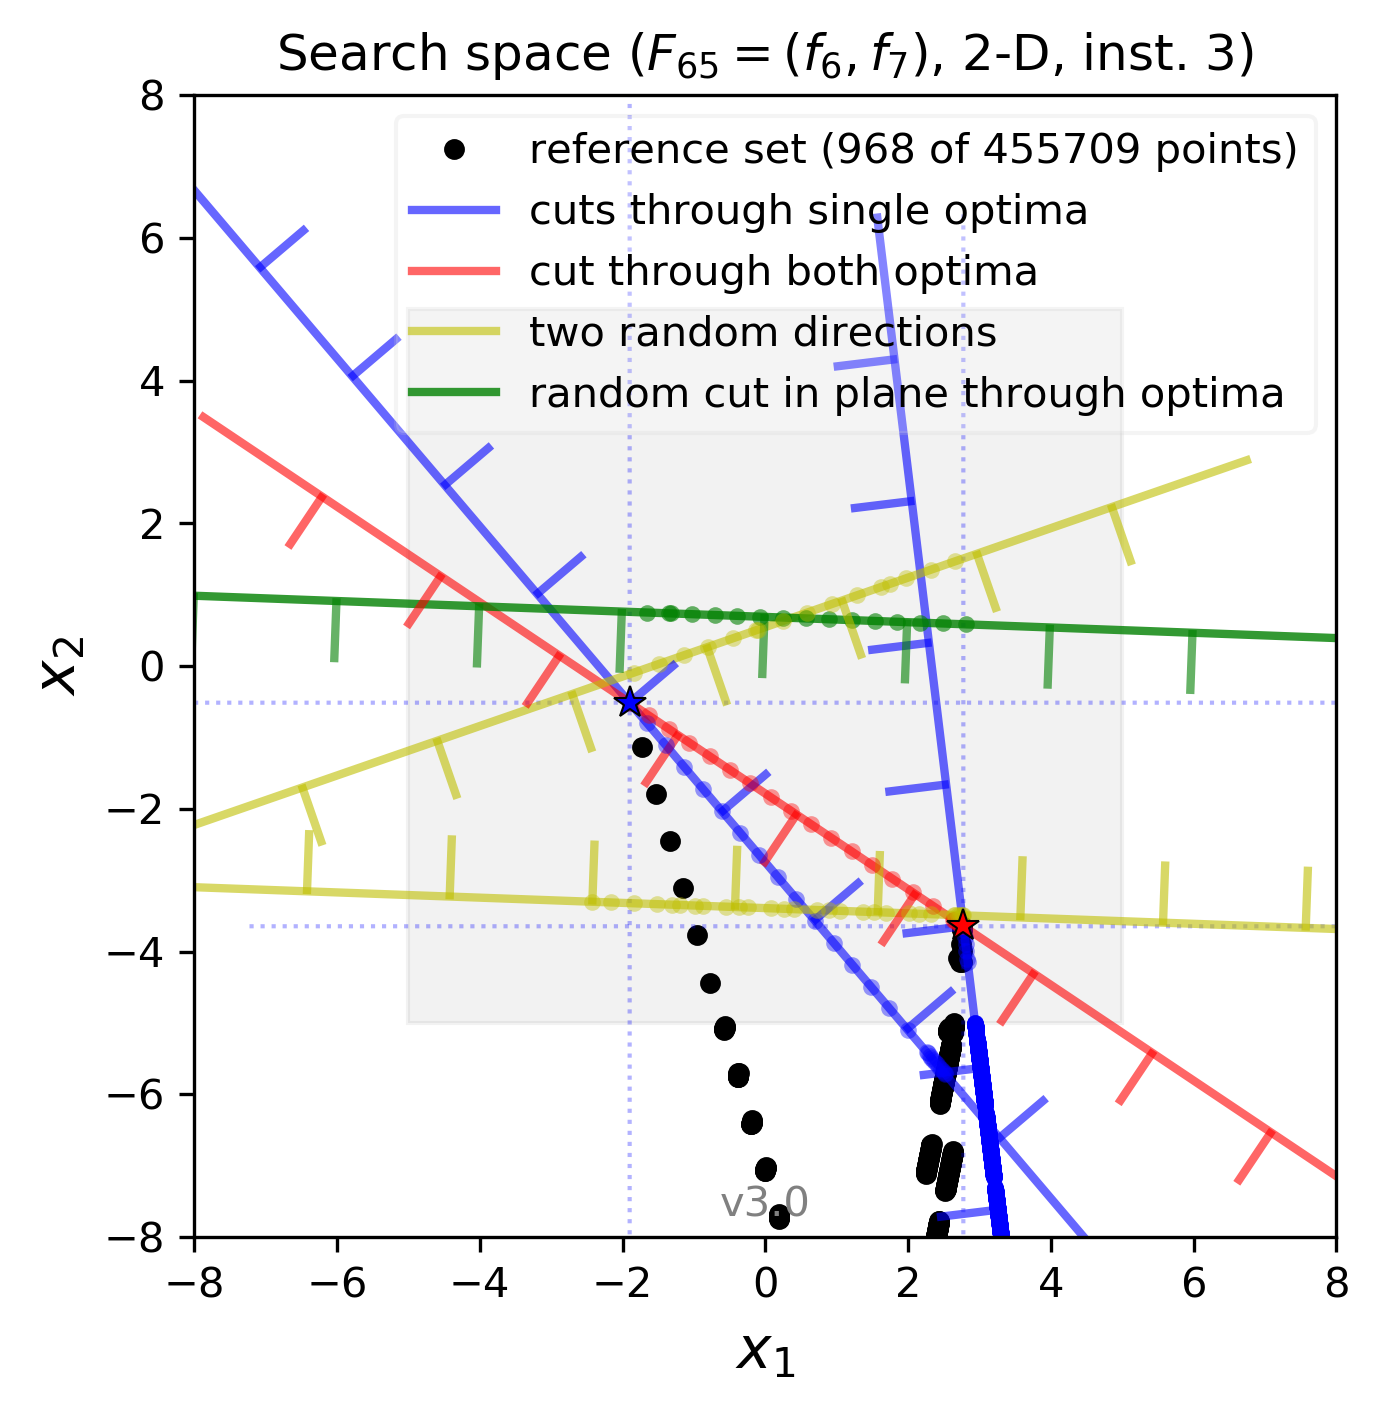 Search space (F65 = (f6, f7), 2-D, inst. 3)
reference set (968 of 455709 points)
cuts through single optima
cut through both optima
two random directions
random cut in plane through optima
8
6
4
2
0
−2
−4
−6
−8
x2
v3.0
−8 −6 −4 −2 0 2 4 6 8
x1